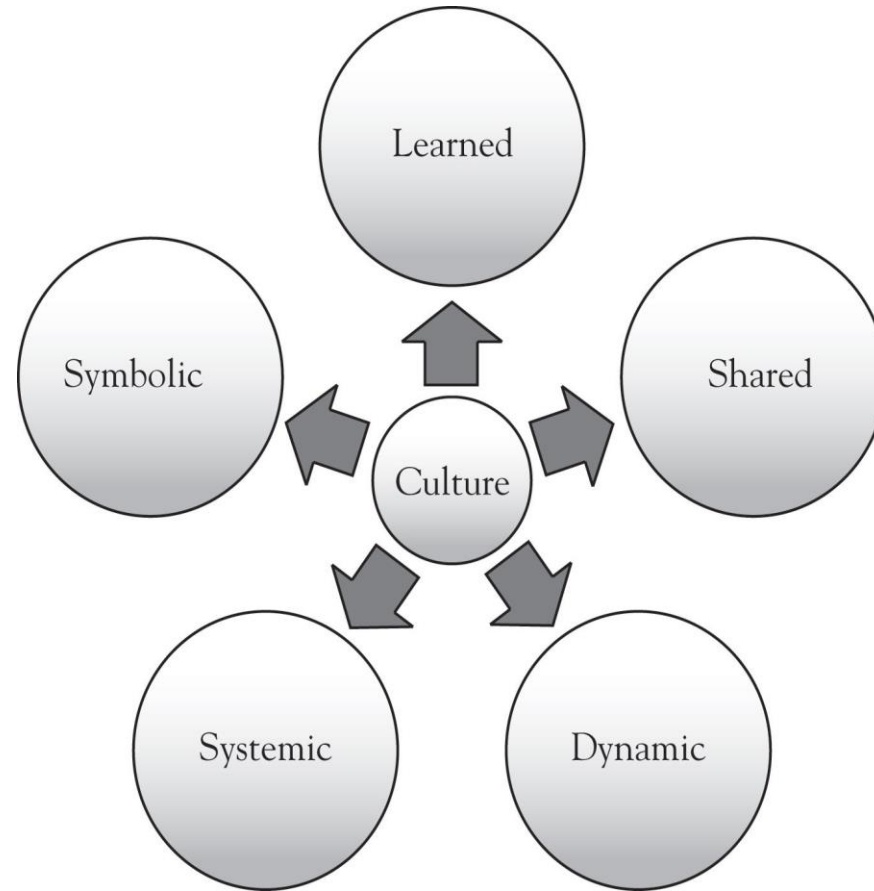 Learned
Symbolic
Shared
Culture
Systemic
Dynamic